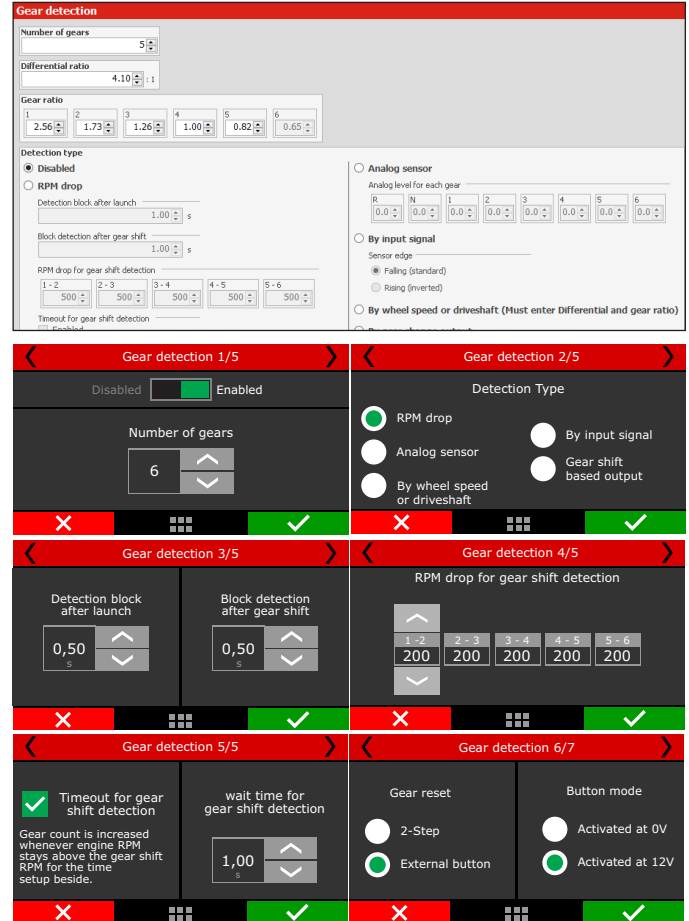 Gear detection
Number of gears
5
Differential ratio
4.10 : 1
Gear ratio
1 2 3 4 5 6
2.56 1.73 1.26 1.00 0.82 0.65
Detection type
Disabled
RPM drop
Detection block after launch
1.00 s
Block detection after gear shift
1.00 s
RPM drop for gear shift detection
1 - 2 2 - 3 3 - 4 4 - 5 5 - 6
500 500 500 500 500
Timeout for gear shift detection
Enabled
Analog sensor
Analog level for each gear
R N 1 2 3 4 5 6
0.0 0.0 0.0 0.0 0.0 0.0 0.0 0.0
By input signal
Sensor edge
Falling (standard)
Rising (inverted)
By wheel speed or driveshaft (Must enter Differential and gear ratio)
By gear change output
Gear detection 1/5
Disabled Enabled
Number of gears
6
Gear detection 2/5
Detection Type
RPM drop
Analog sensor
By wheel speed
or driveshaft
By input signal
Gear shift
based output
Gear detection 3/5
Detection block
after launch
0,50
s
Block detection
after gear shift
0,50
s
Gear detection 4/5
RPM drop for gear shift detection
1 -2 2 - 3 3 - 4 4 - 5 5 - 6
200 200 200 200 200
Gear detection 5/5
Timeout for gear
shift detection
Gear count is increased
whenever engine RPM
stays above the gear shift
RPM for the time
setup beside.
wait time for
gear shift detection
1,00
s
Gear detection 6/7
Gear reset
2-Step
External button
Button mode
Activated at 0V
Activated at 12V